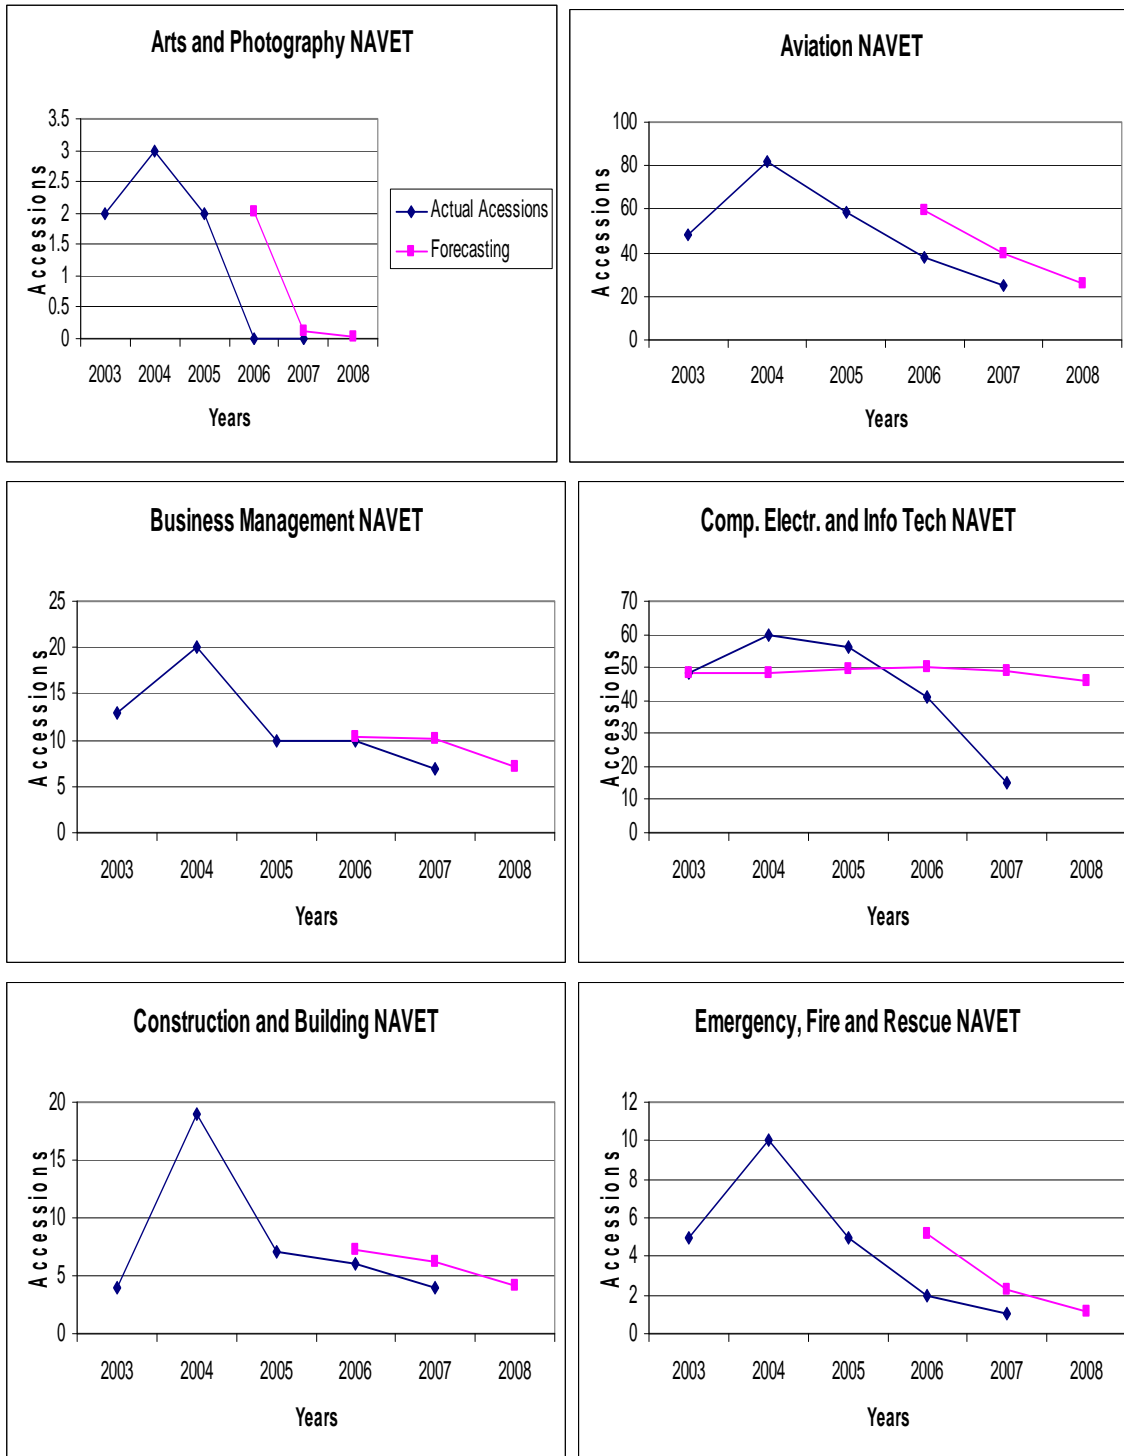 Arts and Photography NAVET
3.5
3
2.5
2
1.5
1
0.5
0
Accessions
2003 2004 2005 2006 2007 2008
Years
Actual Acessions
Forecasting
Aviation NAVET
100
80
60
40
20
0
Accessions
2003 2004 2005 2006 2007 2008
Years
Business Management NAVET
25
20
15
10
5
0
Accessions
2003 2004 2005 2006 2007 2008
Years
Comp. Electr. and Info Tech NAVET
70
60
50
40
30
20
10
0
Accessions
2003 2004 2005 2006 2007 2008
Years
Construction and Building NAVET
20
15
10
5
0
Accessions
2003 2004 2005 2006 2007 2008
Years
Emergency, Fire and Rescue NAVET
12
10
8
6
4
2
0
Accessions
2003 2004 2005 2006 2007 2008
Years